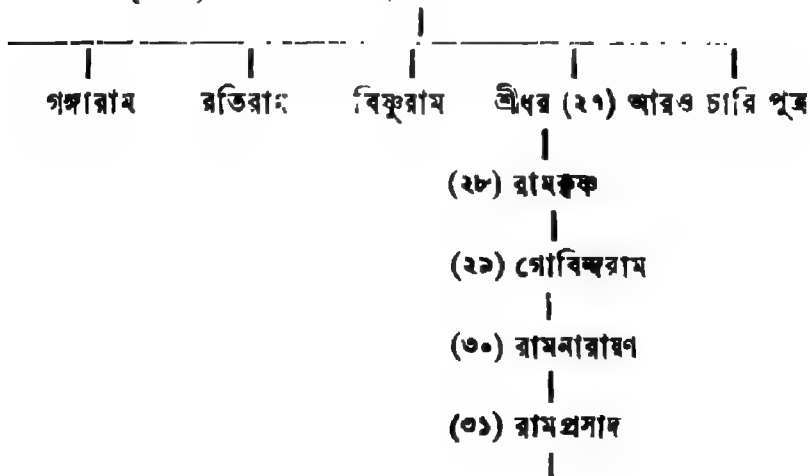 গঙ্গারাম রতিরাম বিষ্ণুরাম শ্রীধর (২৭) আরও চারি পুত্র
(২৮) রামকৃষ্ণ
(২৯) গোবিন্দরাম
(৩০) রামনারায়ণ
(৩১) রামপ্রসাদ